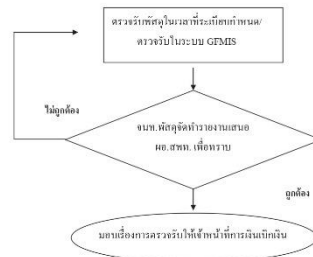 ตรวจรับพัสดุในเวลาที่ระเบียบกำหนด/
ตรวจรับในระบบ GFMIS
ไม่ถูกต้อง
จนท.พัสดุจัดทำรายงานเสนอ
ผอ.สพท. เพื่อทราบ
ถูกต้อง
มอบเรื่องการตรวจรับให้เจ้าหน้าที่การเงินเบิกเงิน